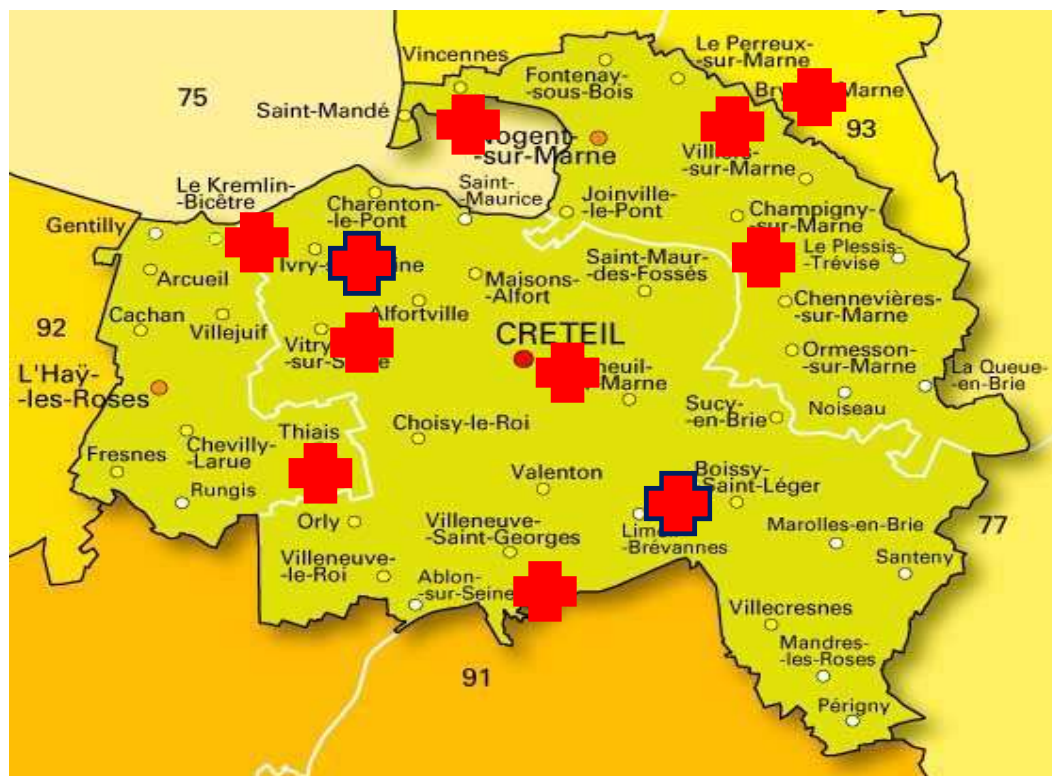 Vincennes
Le Perreux-
-sur-Marne
Fontenay-
-sous-Bois
75
Saint-Mandé
Marne
93
Nogent-
-sur-Marne
Villiers-
-sur-Marne
Le Kremlin-
-Bicêtre
Saint-
-Maurice
Charenton-
-le-Pont
Joinville-
-le-Pont
Gentilly
Champigny-
-sur-Marne
Le Plessis-
-Trévise
Saint-Maur-
-des-Fossés
Arcueil
Maisons-
-Alfort
Chennevières-
-sur-Marne
Cachan
Villejuif
Alfortville
92
CRETEIL
Ormesson-
-sur-Marne
L'Haÿ-
-les-Roses
La Queue-
-en-Brie
Marne
Noiseau
Sucy-
-en-Brie
Choisy-le-Roi
Thiais
Chevilly-
-Larue
Fresnes
Rungis
Valenton
Boissy-
Saint-Léger
Orly
Villeneuve-
-Saint-Georges
-Brévannes
Marolles-en-Brie
77
Santeny
Villeneuve-
-le-Roi
Ablon-
-sur-Seine
Villecresnes
Mandres-
-les-Roses
91
Périgny